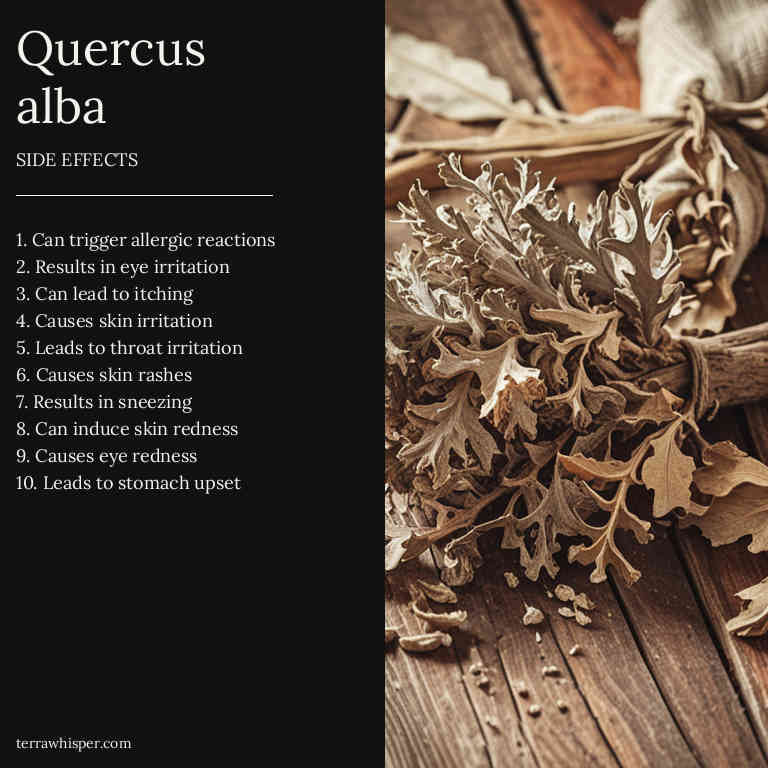 Quercus
alba
SIDE EFFECTS
1. Can trigger allergic reactions
2. Results in eye irritation
3. Can lead to itching
4. Causes skin irritation
5. Leads to throat irritation
6. Causes skin rashes
7. Results in sneezing
8. Can induce skin redness
9. Causes eye redness
10. Leads to stomach upset
terrawhisper.com